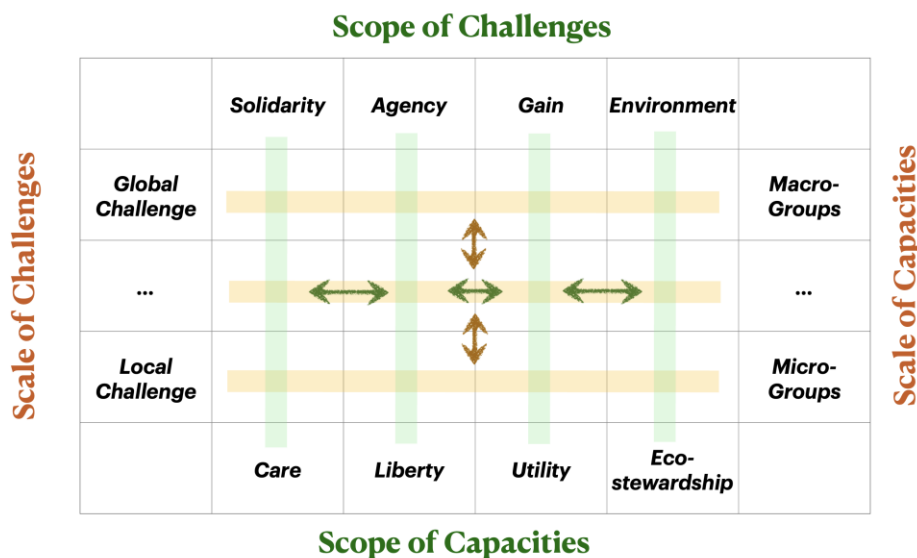 Scope of Challenges
Solidarity Agency Gain Environment
Scale of Challenges
Global
Challenge
Macro-
Groups
...
...
Local
Challenge
Micro-
Groups
Scale of Capacities
Care Liberty Utility Eco-
stewardship
Scope of Capacities